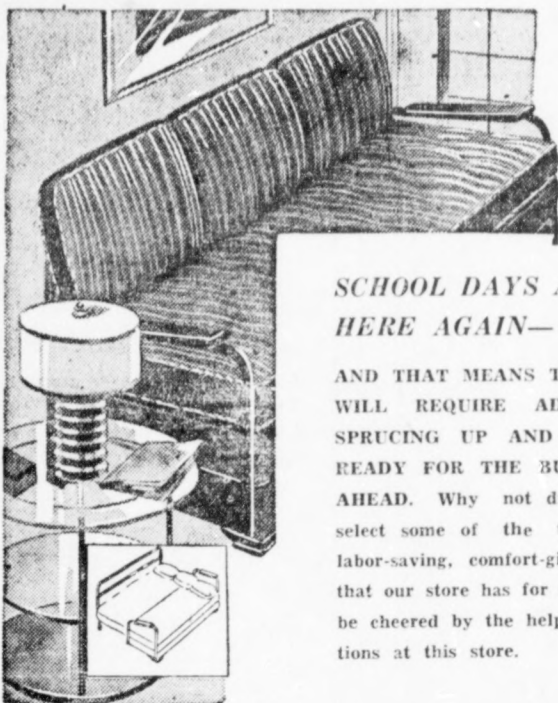 SCHOOL DAYS
HERE AGAIN—
AND THAT MEANS
WILL REQUIRE
SPRUCING UP AND
READY FOR THE
AHEAD. Why not
select some of the
labor-saving,
that our store has for
be cheered by the
tions at this store.